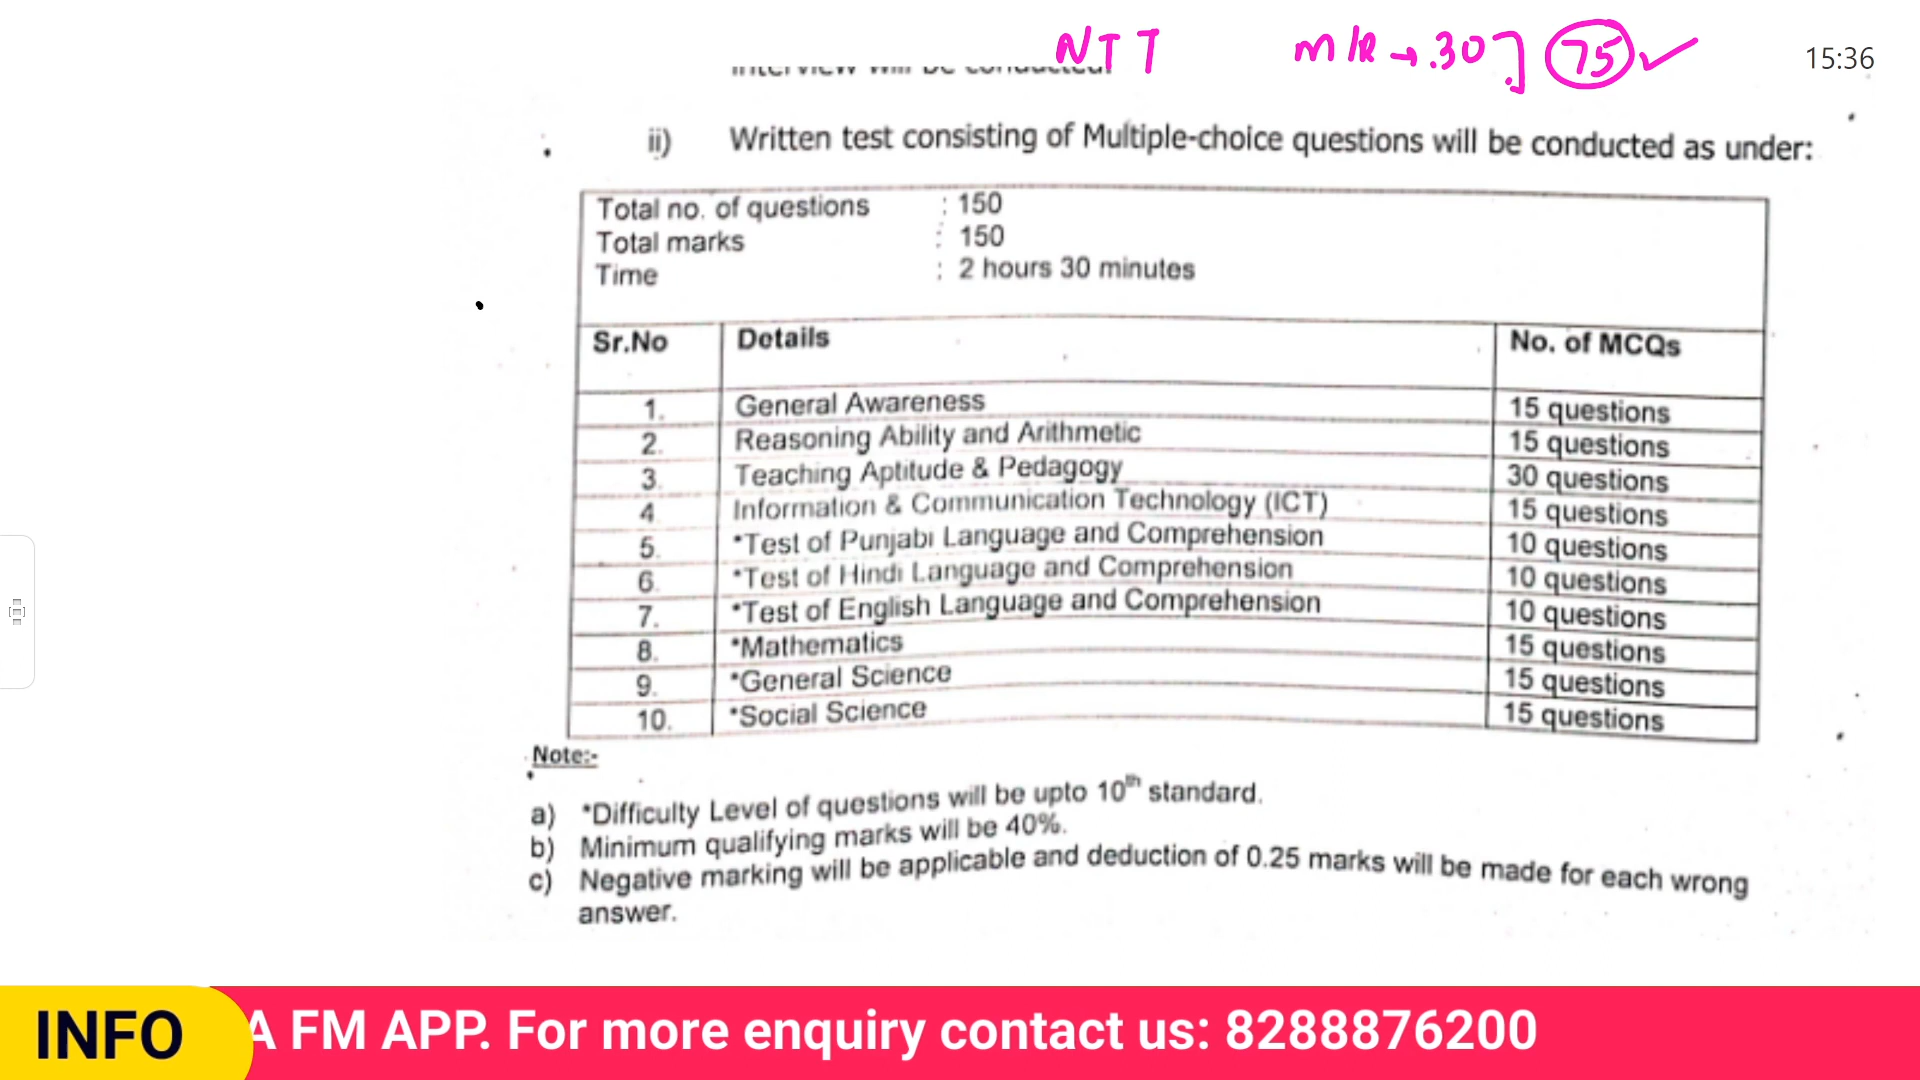 NTT M/R → 30] 75 ✓
15:36
Interview will be conducted.
ii) Written test consisting of Multiple-choice questions will be conducted as under:
Total no. of questions : 150
Total marks : 150
Time : 2 hours 30 minutes
Sr.No Details No. of MCQs
1. General Awareness 15 questions
2. Reasoning Ability and Arithmetic 15 questions
3. Teaching Aptitude & Pedagogy 30 questions
4. Information & Communication Technology (ICT) 15 questions
5. *Test of Punjabi Language and Comprehension 10 questions
6. *Test of Hindi Language and Comprehension 10 questions
7. *Test of English Language and Comprehension 10 questions
8. *Mathematics 15 questions
9. *General Science 15 questions
10. *Social Science 15 questions
Note:-
a) *Difficulty Level of questions will be upto 10th standard.
b) Minimum qualifying marks will be 40%.
c) Negative marking will be applicable and deduction of 0.25 marks will be made for each wrong
answer.
INFO A FM APP. For more enquiry contact us: 8288876200